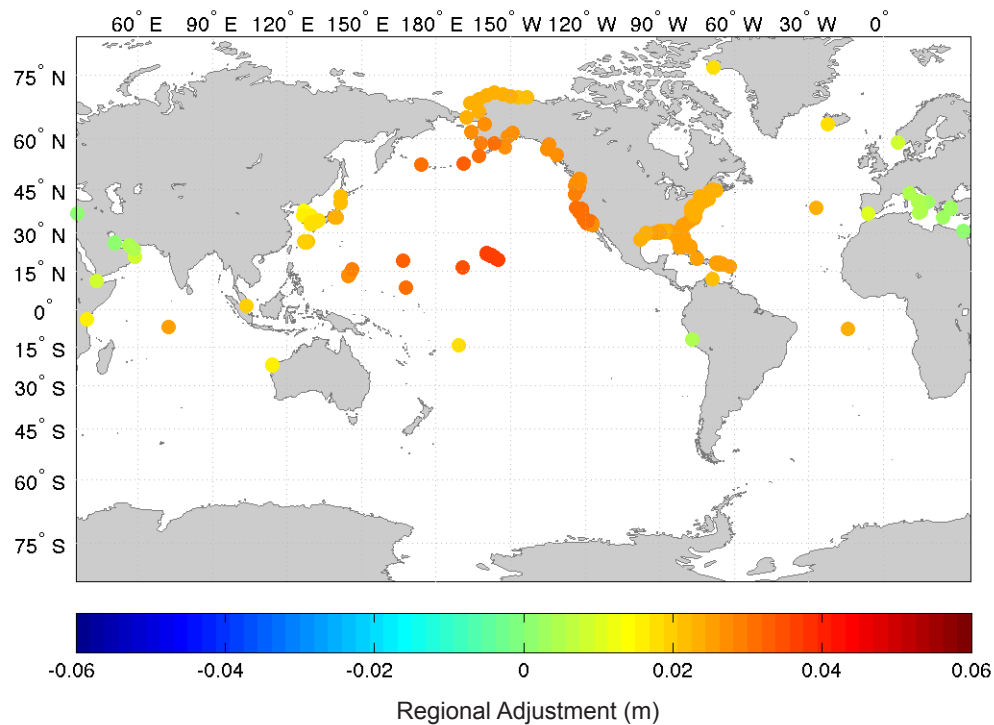 60° E 90° E 120° E 150° E 180° E 150° W 120° W 90° W 60° W 30° W 0°
75° N
60° N
45° N
30° N
15° N
0°
15° S
30° S
45° S
60° S
75° S
-0.06 -0.04 -0.02 0 0.02 0.04 0.06
Regional Adjustment (m)